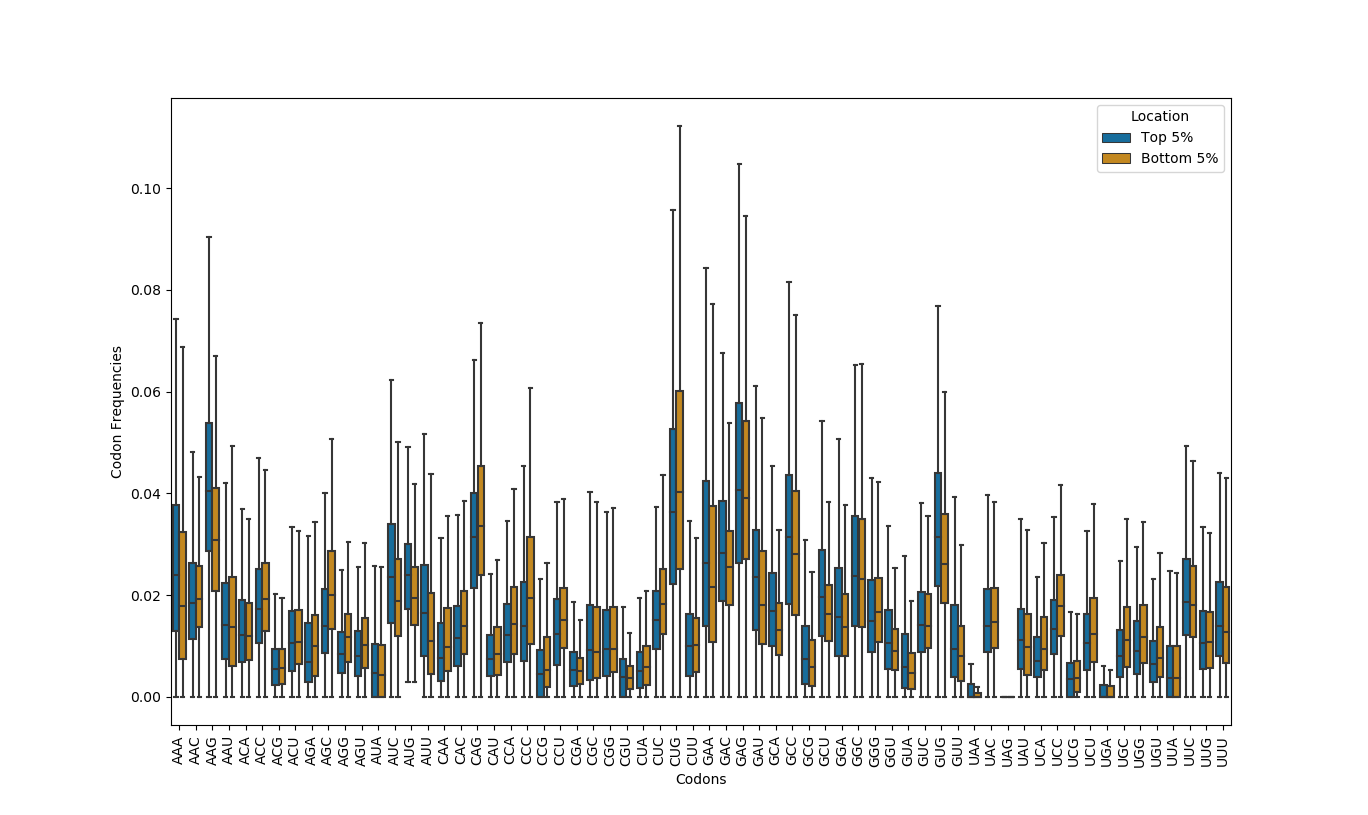 Location
Top 5%
Bottom 5%
0.10
0.08
0.06
0.04
0.02
0.00
Codon Frequencies
AAA AAC AAG AAU ACA ACC ACG ACU AGA AGC AGG AGU AUA AUC AUG AUU CAA CAC CAG CAU CCA CCC CCG CCU CGA CGC CGG CGU CUA CUC CUG CUU GAA GAC GAG GAU GCA GCC GCG GCU GGA GGC GGG GGU GUA GUC GUG GUU UAA UAC UAG UAU UCA UCC UCG UCU UGA UGC UGG UGU UUA UUC UUG UUU
Codons